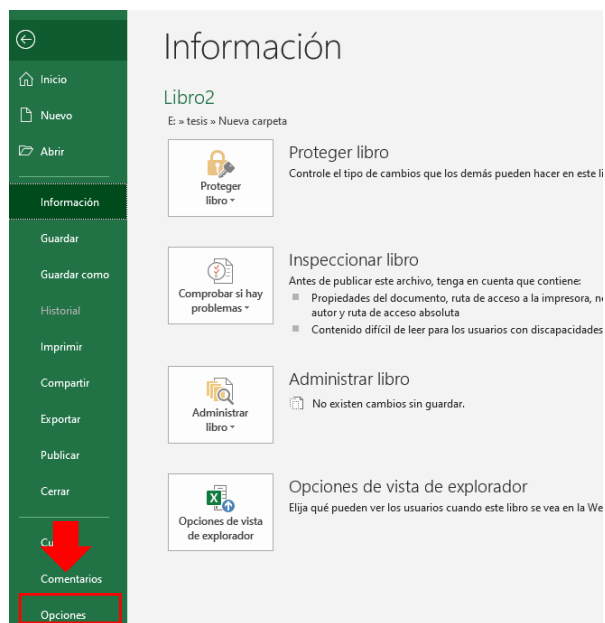 Información
Inicio
Nuevo
Abrir
Información
Guardar
Guardar como
Historial
Imprimir
Compartir
Exportar
Publicar
Cerrar
Comentarios
Opciones
Libro2
E: » tesis » Nueva carpeta
Proteger
libro
Proteger libro
Controle el tipo de cambios que los demás pueden hacer en este
Comprobar si hay
problemas
Inspeccionar libro
Antes de publicar este archivo, tenga en cuenta que contiene:
Propiedades del documento, ruta de acceso a la impresora,
autor y ruta de acceso absoluta
Contenido difícil de leer para los usuarios con discapacidades
Administrar
libro
Administrar libro
No existen cambios sin guardar.
Opciones de vista
de explorador
Opciones de vista de explorador
Elija qué pueden ver los usuarios cuando este libro se vea en la